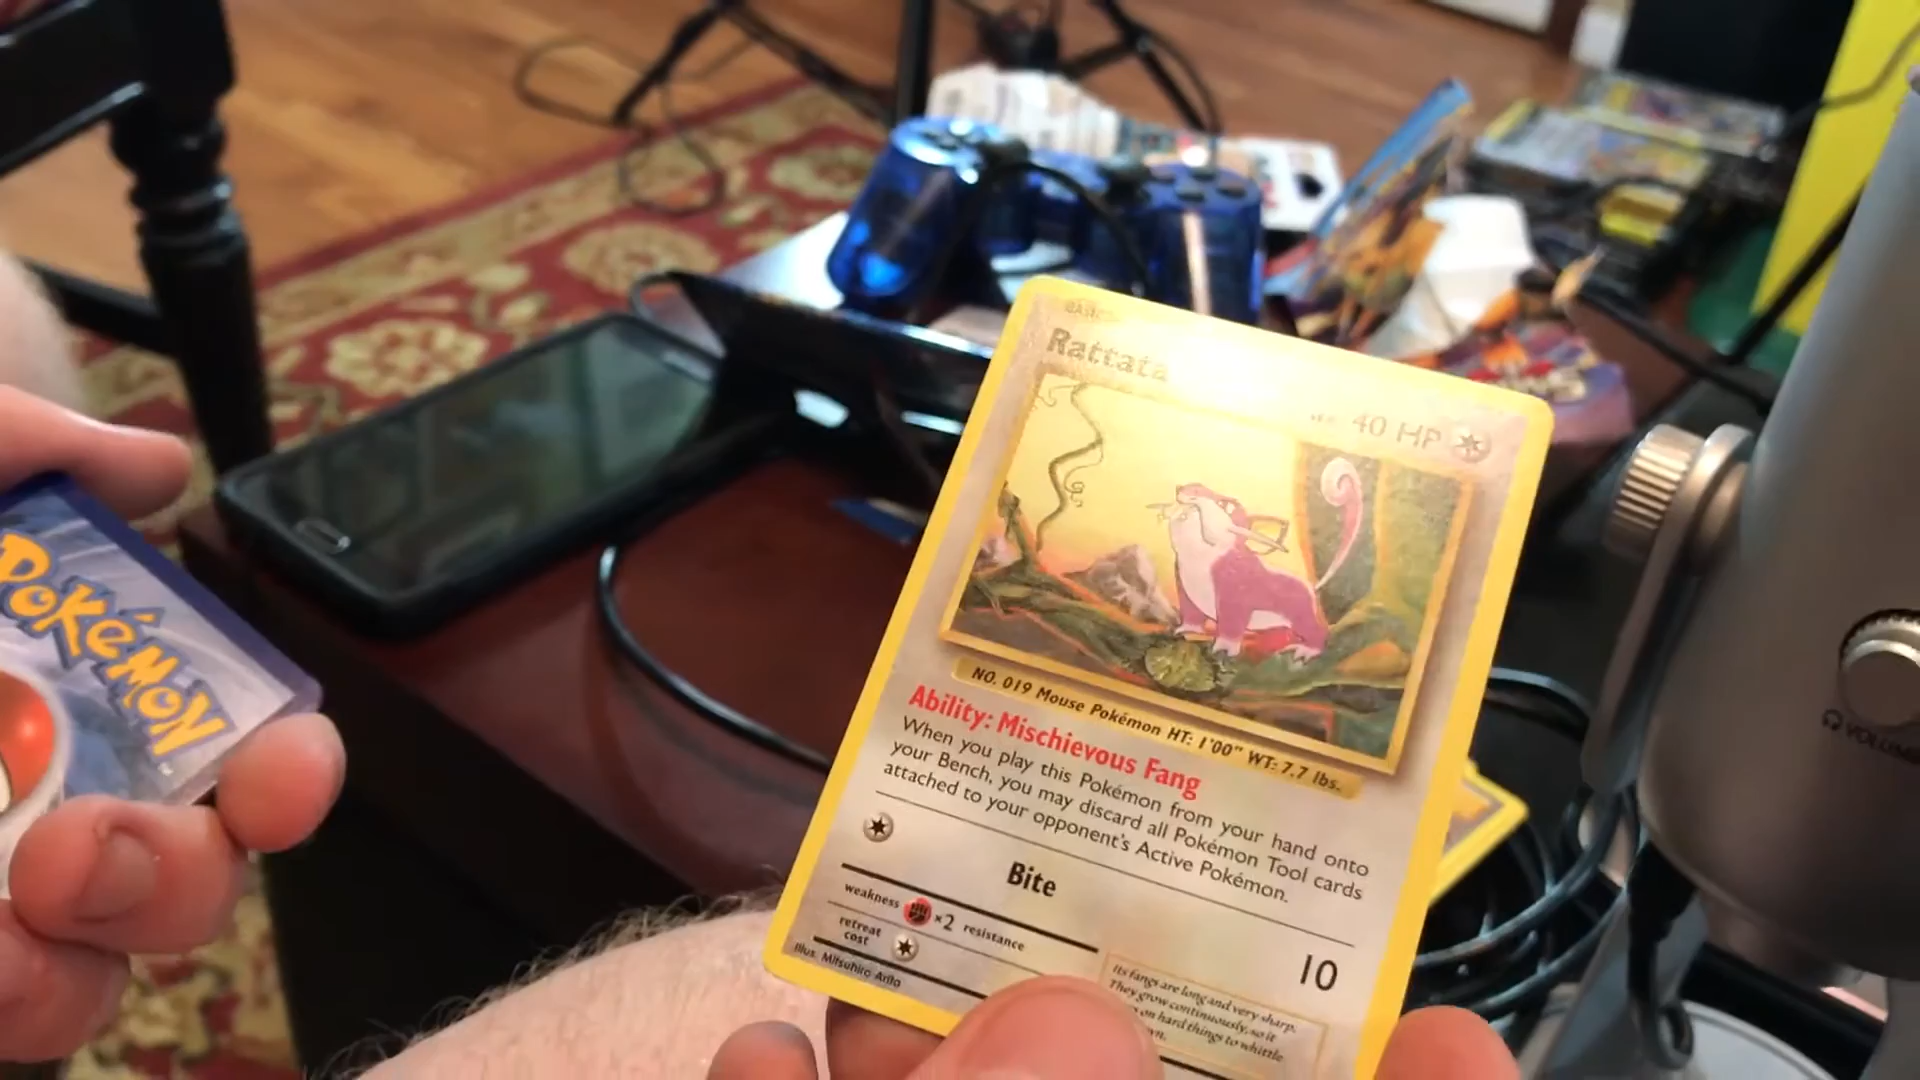 BASIC
Rattata
40 HP
NO. 019 Mouse Pokémon HT: 1'00" WT: 7.7 lbs.
Ability: Mischievous Fang
When you play this Pokémon from your hand onto
your Bench, you may discard all Pokémon Tool cards
attached to your opponent's Active Pokémon.
Bite
10
weakness ×2 resistance
retreat
cost
Illus. Mitsuhiro Arita
Its fangs are long and very sharp.
They grow continuously, so it
on hard things to whittle
Pokémon
VOLUME